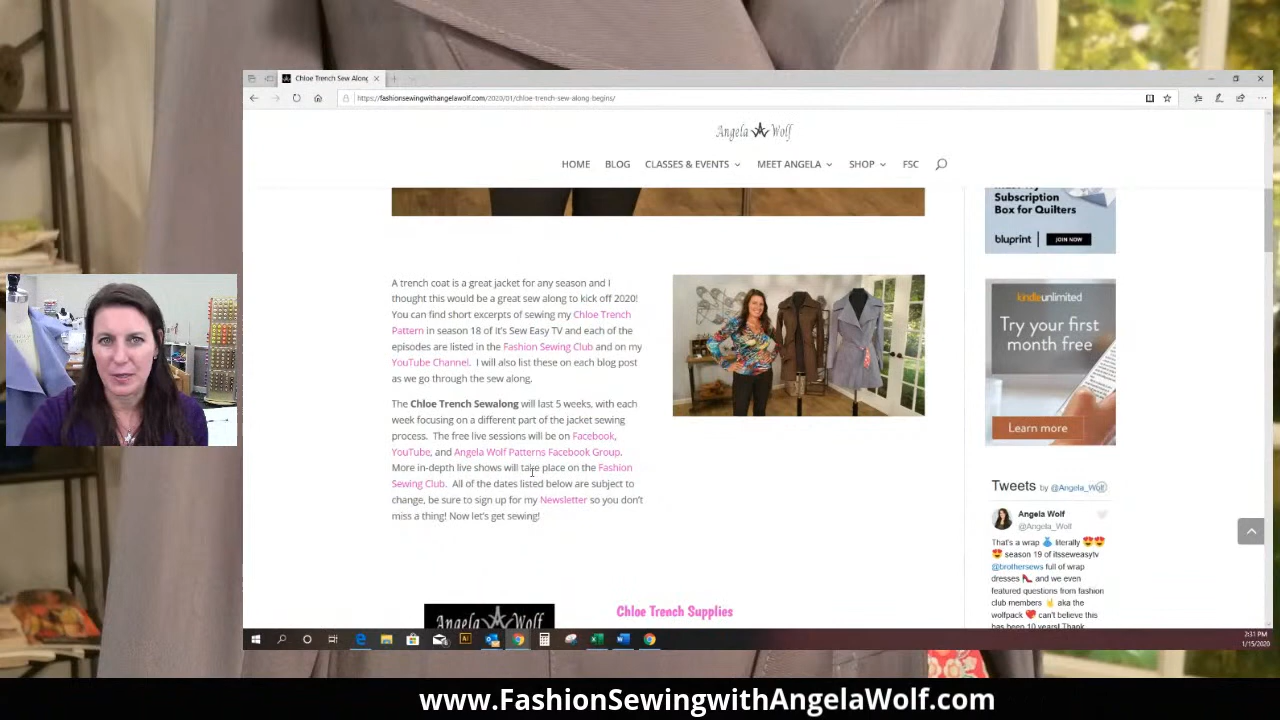 Chloe Trench Sew Along
https://fashionsewingwithangelawolf.com/2020/01/chloe-trench-sew-along-begins/
Angela Wolf
HOME BLOG CLASSES & EVENTS MEET ANGELA SHOP FSC
Subscription
Box for Quilters
bluprint JOIN NOW
A trench coat is a great jacket for any season and I
thought this would be a great sew along to kick off 2020!
You can find short excerpts of sewing my Chloe Trench
Pattern in season 18 of It's Sew Easy TV and each of the
episodes are listed in the Fashion Sewing Club and on my
YouTube Channel. I will also list these on each blog post
as we go through the sew along.
The Chloe Trench Sewalong will last 5 weeks, with each
week focusing on a different part of the jacket sewing
process. The free live sessions will be on Facebook,
YouTube, and Angela Wolf Patterns Facebook Group.
More in-depth live shows will take place on the Fashion
Sewing Club. All of the dates listed below are subject to
change, be sure to sign up for my Newsletter so you don't
miss a thing! Now let's get sewing!
kindleunlimited
Try your first
month free
Learn more
Tweets by @Angela_Wolf
Angela Wolf
@Angela_Wolf
That's a wrap 👗 literally 😍😍
😍 season 19 of itsseweasytv
@brothersews full of wrap
dresses 👠 and we even
featured questions from fashion
club members 🤘 aka the
wolfpack ❤️ can't believe this
has been 10 years! Thank
Angela Wolf
Chloe Trench Supplies
2:31 PM
1/15/2020
www.FashionSewingwithAngelaWolf.com